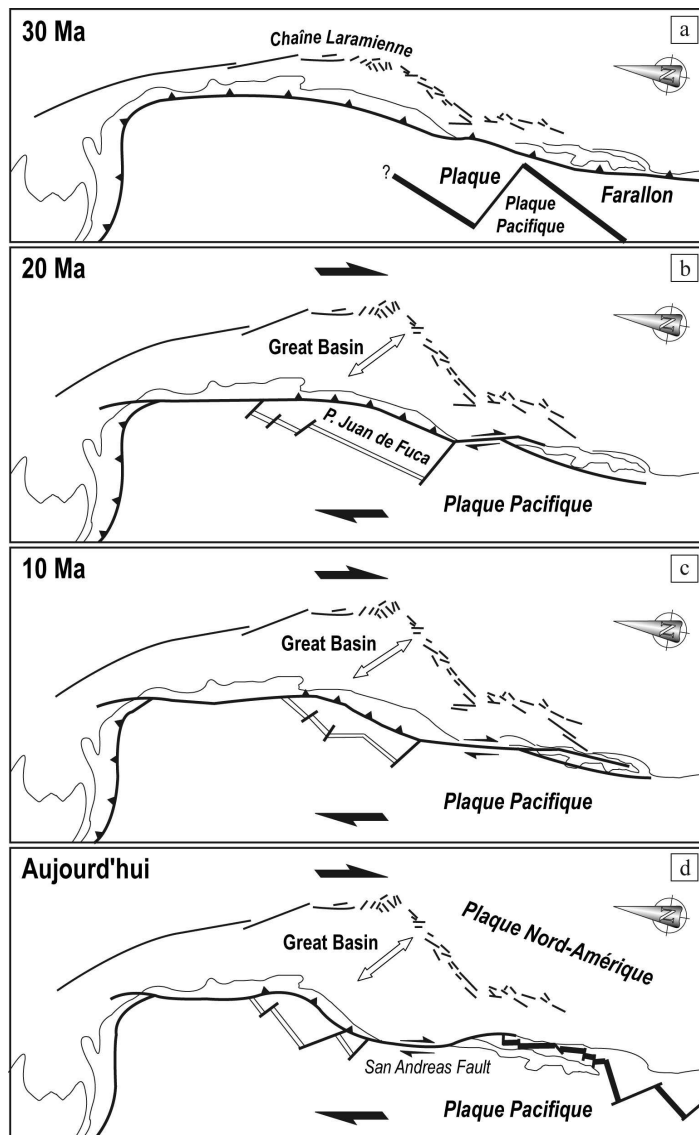 30 Ma
a
Chaîne Laramienne
N
?
Plaque
Farallon
Plaque
Pacifique
20 Ma
b
Great Basin
N
P. Juan de Fuca
Plaque Pacifique
10 Ma
c
Great Basin
N
Plaque Pacifique
Aujourd'hui
d
Plaque Nord-Amérique
N
Great Basin
San Andreas Fault
Plaque Pacifique